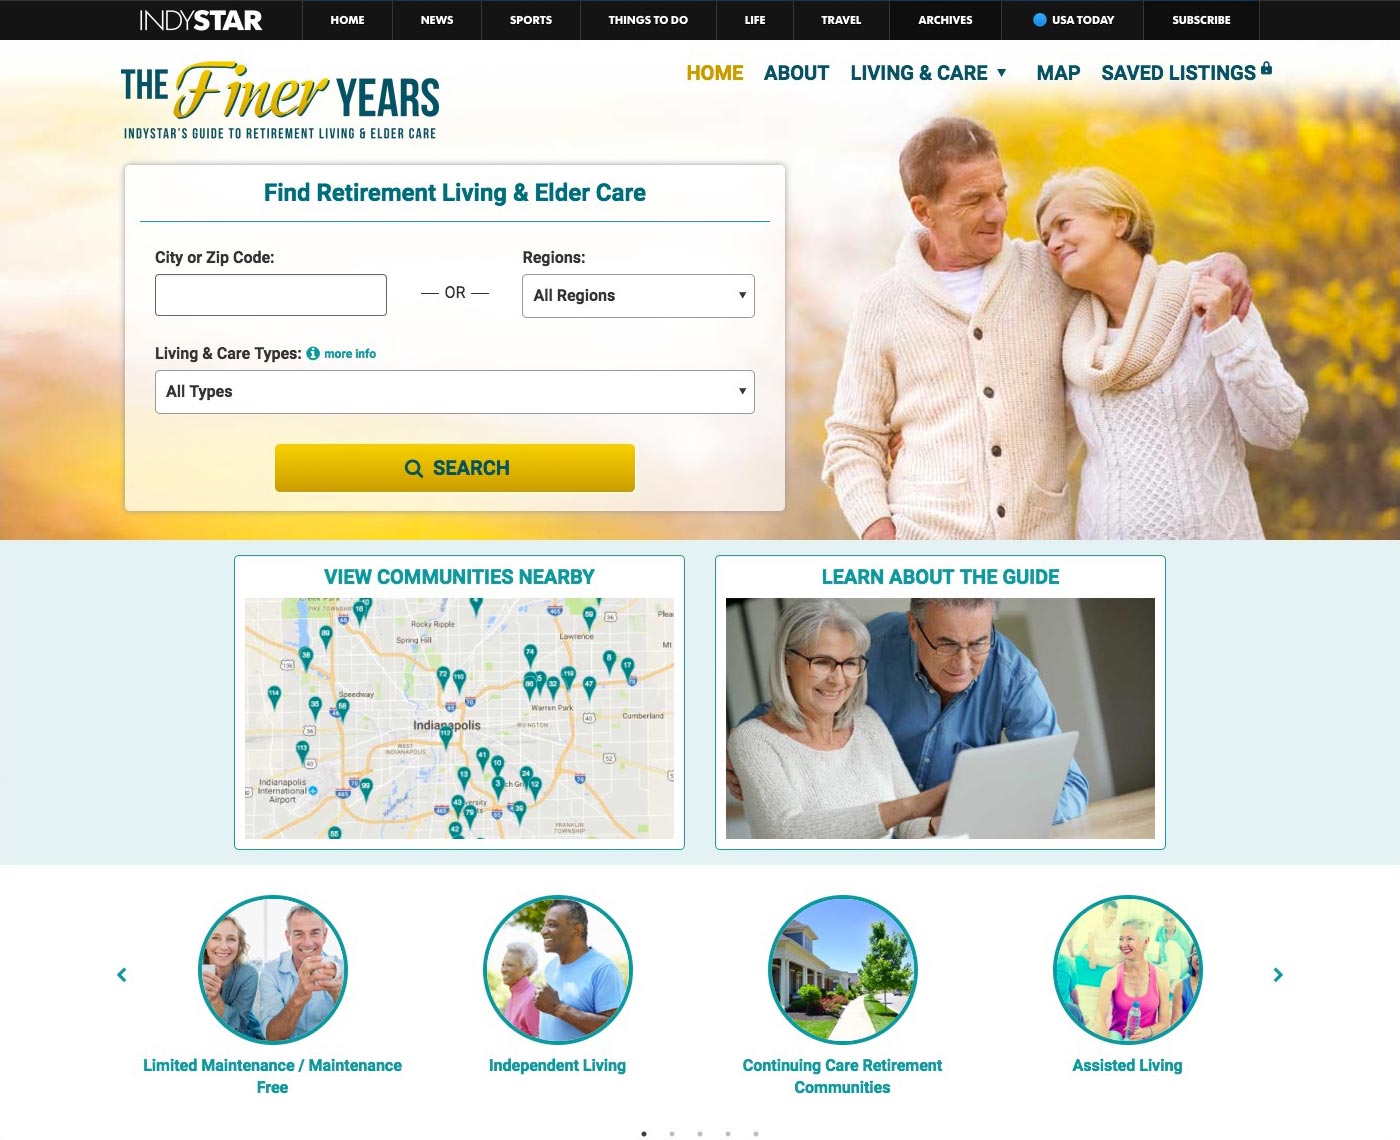 INDYSTAR
HOME
NEWS
SPORTS
THINGS TO DO
LIFE
TRAVEL
ARCHIVES
USA TODAY
SUBSCRIBE
THE Finer YEARS
INDYSTAR'S GUIDE TO RETIREMENT LIVING & ELDER CARE
HOME
ABOUT
LIVING & CARE
MAP
SAVED LISTINGS
Find Retirement Living & Elder Care
City or Zip Code:
— OR —
Regions:
All Regions
Living & Care Types: more info
All Types
SEARCH
VIEW COMMUNITIES NEARBY
PIKE TOWNSHIP
Rocky Ripple
Spring Hill
Lawrence
Speedway
Warren Park
Indianapolis
IRVINGTON
Cumberland
WEST
INDIANAPOLIS
Indianapolis
International
Airport
FRANKLIN
TOWNSHIP
LEARN ABOUT THE GUIDE
Limited Maintenance / Maintenance
Free
Independent Living
Continuing Care Retirement
Communities
Assisted Living